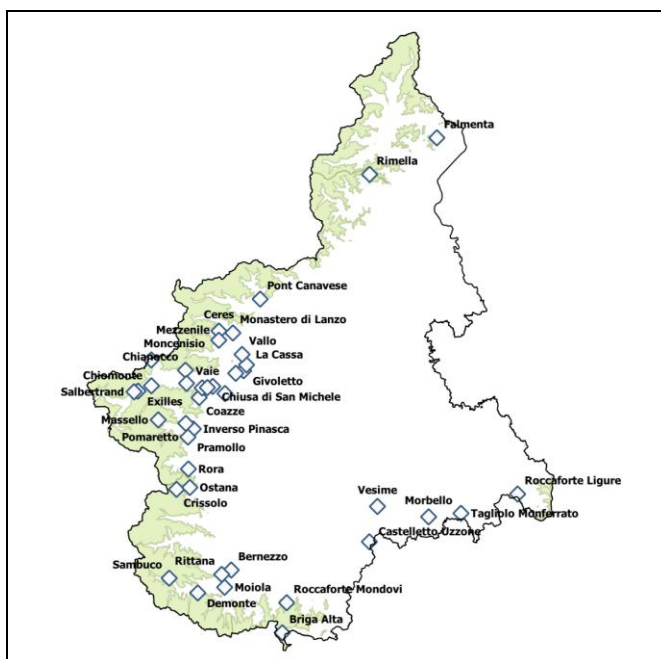 Falmenta
Rimella
Pont Canavese
Ceres
Monastero di Lanzo
Mezzenile
Moncenisio
Vallo
Chianocco
La Cassa
Vaie
Chiomonte
Givoletto
Salbertrand
Exilles
Chiusa di San Michele
Coazze
Massello
Inverso Pinasca
Pomaretto
Pramollo
Rora
Ostana
Crissolo
Roccaforte Ligure
Vesime
Morbello
Tagliolo Monferrato
Castelletto Uzzone
Bernezzo
Rittana
Sambuco
Moiola
Demonte
Roccaforte Mondovi
Briga Alta